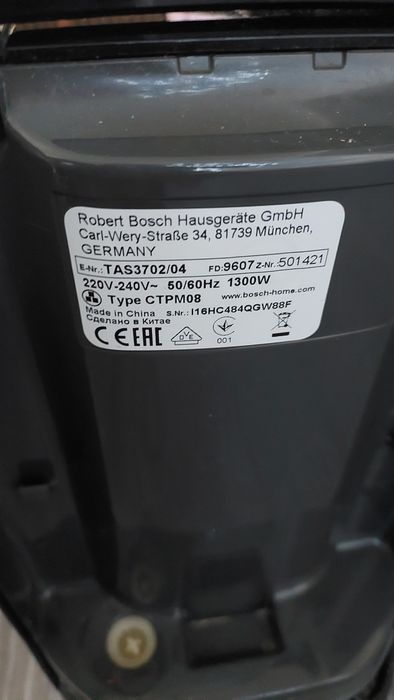 Robert Bosch Hausgeräte GmbH
Carl-Wery-Straße 34, 81739 München,
GERMANY
E-Nr.: TAS3702/04 FD: 9607 Z-Nr.: 501421
220V-240V~ 50/60Hz 1300W
Type CTPM08 www.bosch-home.com
Made in China S.Nr.: I16HC484QGW88F
Сделано в Китае
CE EAC DVE 001